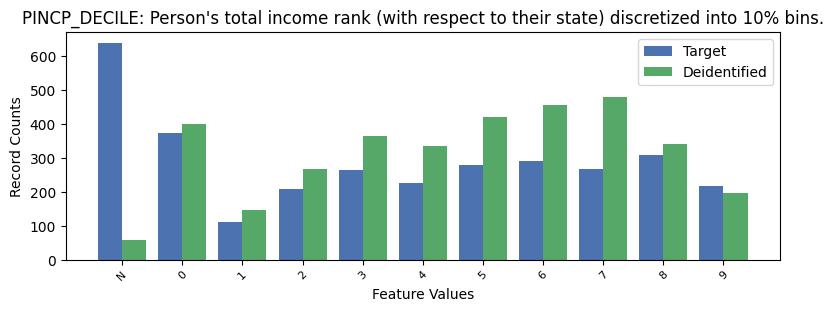 PINCP_DECILE: Person's total income rank (with respect to their state) discretized into 10% bins.
600
500
400
300
200
100
0
Record Counts
Target
Deidentified
N 0 1 2 3 4 5 6 7 8 9
Feature Values